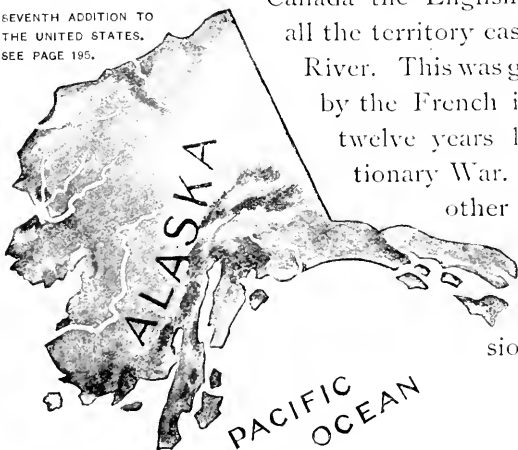 SEVENTH ADDITION TO
THE UNITED STATES.
SEE PAGE 195.
Canada the English
all the territory eas
River. This was g
by the French i
twelve years l
tionary War.
other
sio
ALASKA
PACIFIC
OCEAN